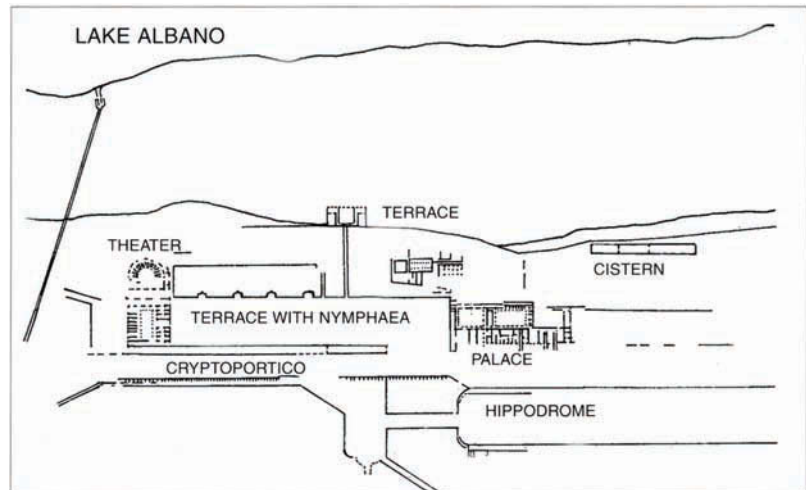 LAKE ALBANO
TERRACE
THEATER
CISTERN
TERRACE WITH NYMPHAEA
PALACE
CRYPTOPORTICO
HIPPODROME